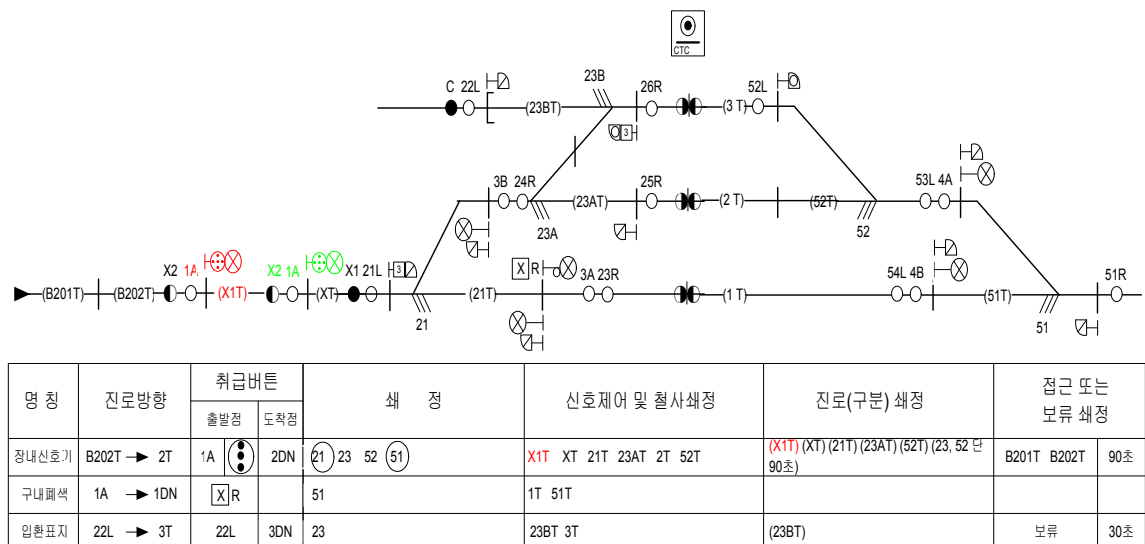 CTC
C 22L 23B 26R 52L
(23BT) (3 T)
3
3B 24R 25R 53L 4A
(23AT) (2 T) (52T)
23A 52
X2 1A X2 1A X1 21L 3 X R 3A 23R 54L 4B 51R
(B201T) (B202T) (X1T) (XT) (21T) (1 T) (51T)
21 51
명 칭 진로방향 취급버튼 쇄 정 신호제어 및 철사쇄정 진로(구분) 쇄정 접근 또는
보류 쇄정
출발점 도착점
장내신호기 B202T → 2T 1A 2DN 21 23 52 51 X1T XT 21T 23AT 2T 52T (X1T) (XT) (21T) (23AT) (52T) (23, 52 단
90초) B201T B202T 90초
구내폐색 1A → 1DN X R 51 1T 51T
입환표지 22L → 3T 22L 3DN 23 23BT 3T (23BT) 보류 30초